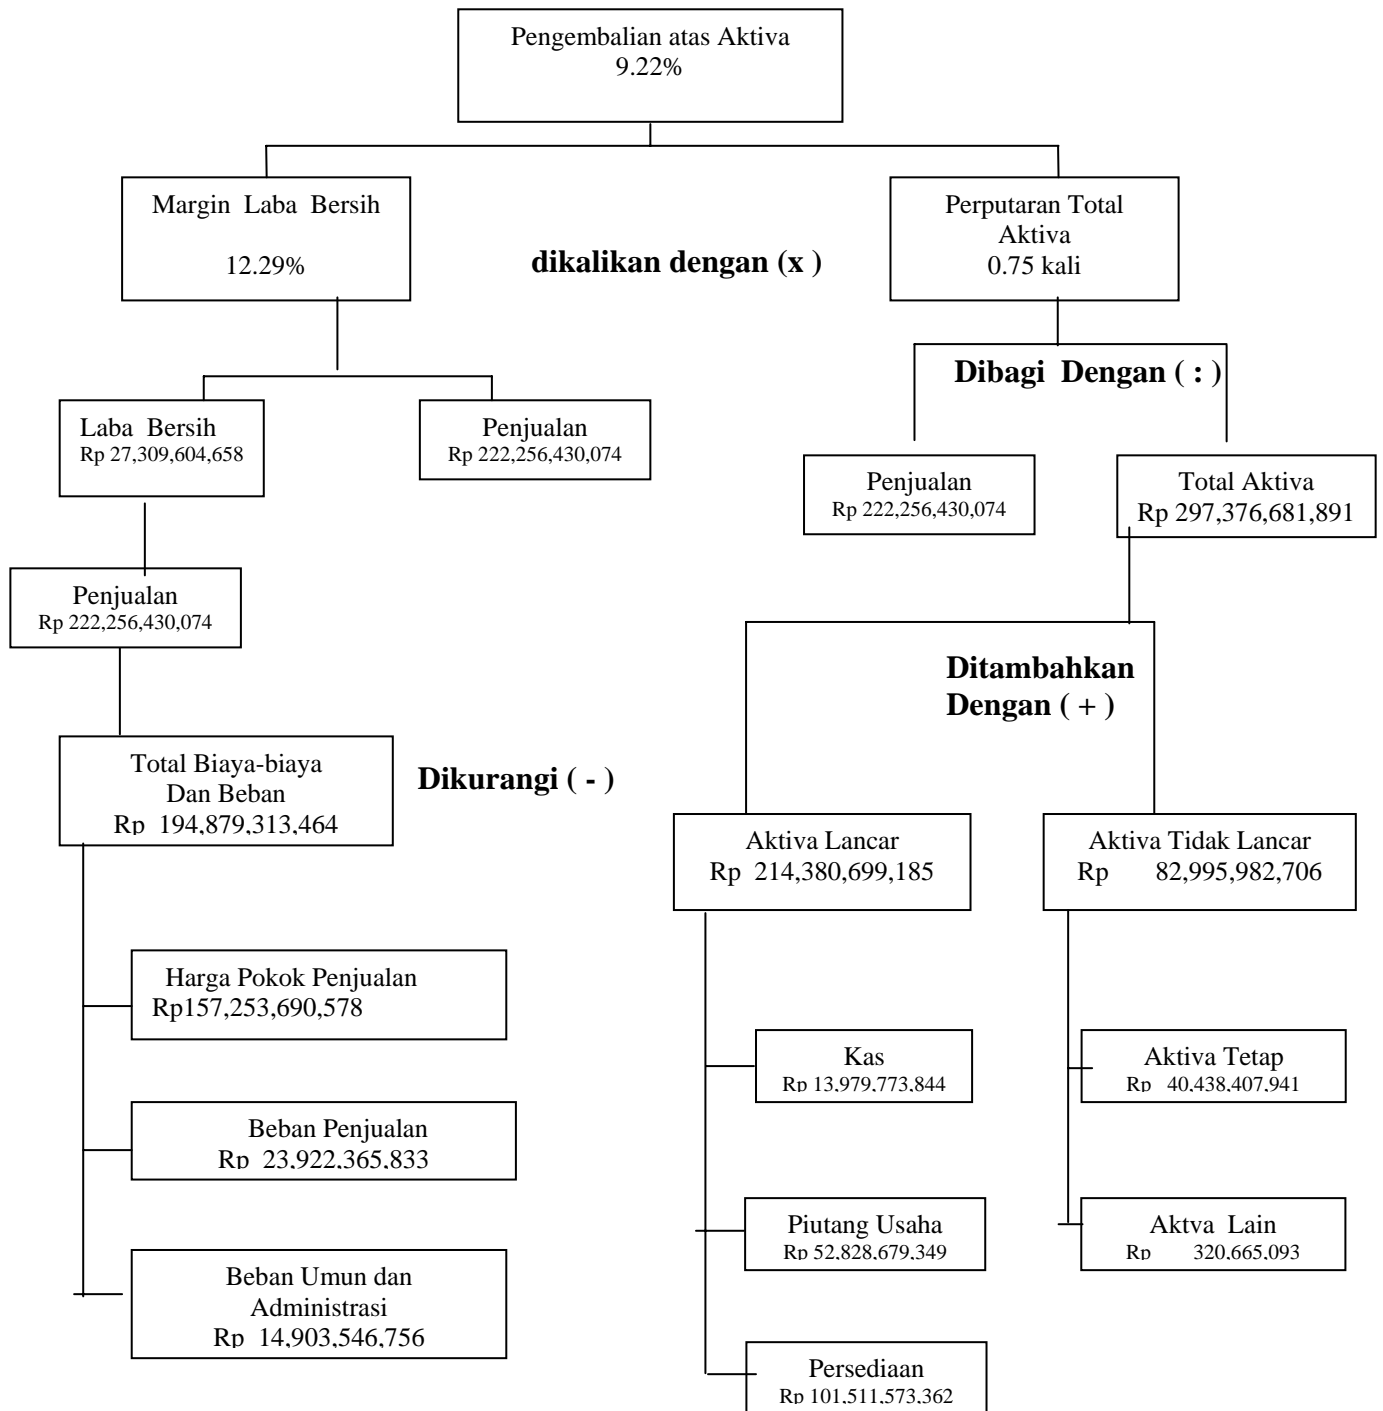 Pengembalian atas Aktiva
9.22%
Margin Laba Bersih
12.29%
dikalikan dengan (x )
Perputaran Total
Aktiva
0.75 kali
Dibagi Dengan ( : )
Laba Bersih
Rp 27,309,604,658
Penjualan
Rp 222,256,430,074
Penjualan
Rp 222,256,430,074
Total Aktiva
Rp 297,376,681,891
Penjualan
Rp 222,256,430,074
Ditambahkan
Dengan ( + )
Total Biaya-biaya
Dan Beban
Rp 194,879,313,464
Dikurangi ( - )
Aktiva Lancar
Rp 214,380,699,185
Aktiva Tidak Lancar
Rp 82,995,982,706
Harga Pokok Penjualan
Rp157,253,690,578
Kas
Rp 13,979,773,844
Aktiva Tetap
Rp 40,438,407,941
Beban Penjualan
Rp 23,922,365,833
Piutang Usaha
Rp 52,828,679,349
Aktva Lain
Rp 320,665,093
Beban Umun dan
Administrasi
Rp 14,903,546,756
Persediaan
Rp 101,511,573,362